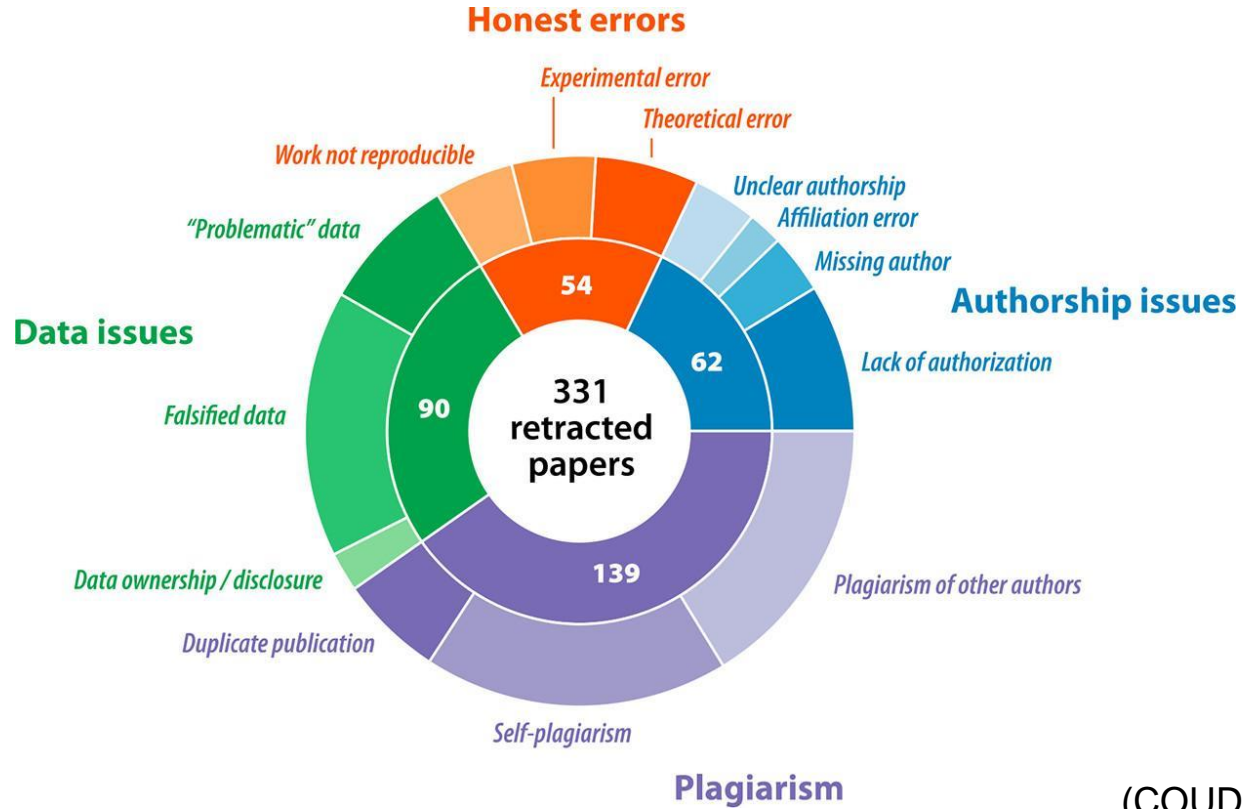 Honest errors
Experimental error
Theoretical error
Work not reproducible
Unclear authorship
Affiliation error
Missing author
"Problematic" data
Authorship issues
Data issues
Lack of authorization
54
62
90
331
retracted
papers
Falsified data
139
Data ownership / disclosure
Plagiarism of other authors
Duplicate publication
Self-plagiarism
Plagiarism
(COUD